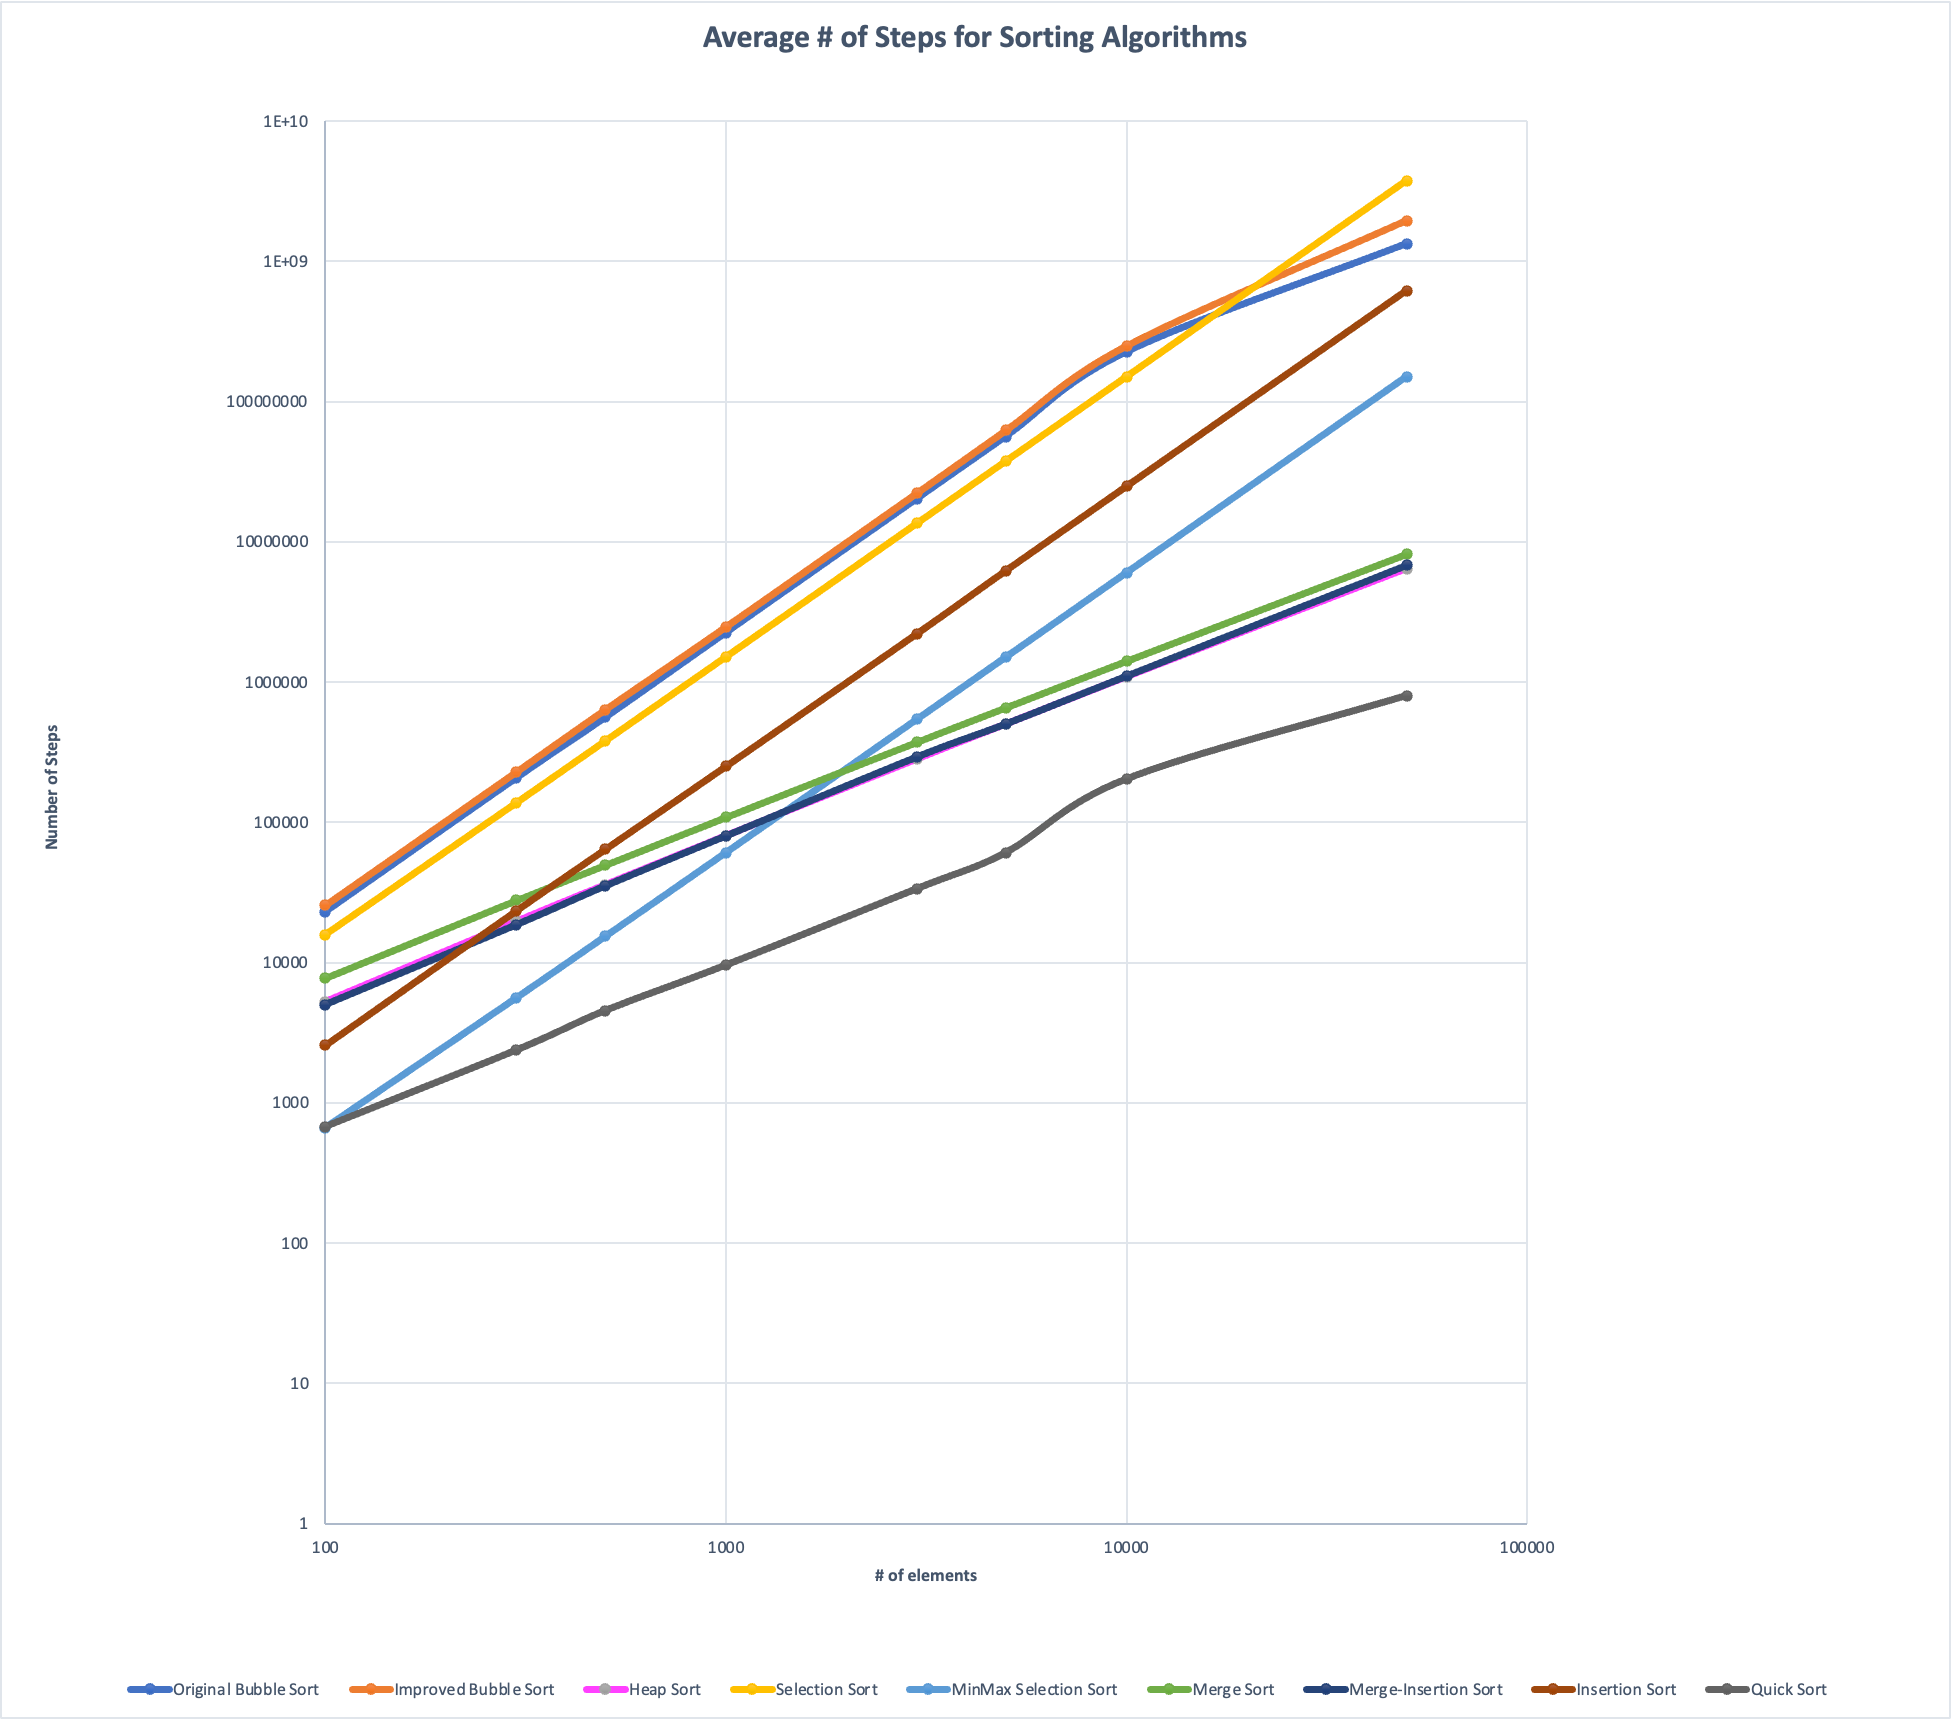 Average # of Steps for Sorting Algorithms
1E+10
1E+09
100000000
10000000
1000000
100000
10000
1000
100
10
1
Number of Steps
100 1000 10000 100000
# of elements
Original Bubble Sort Improved Bubble Sort Heap Sort Selection Sort MinMax Selection Sort Merge Sort Merge-Insertion Sort Insertion Sort Quick Sort